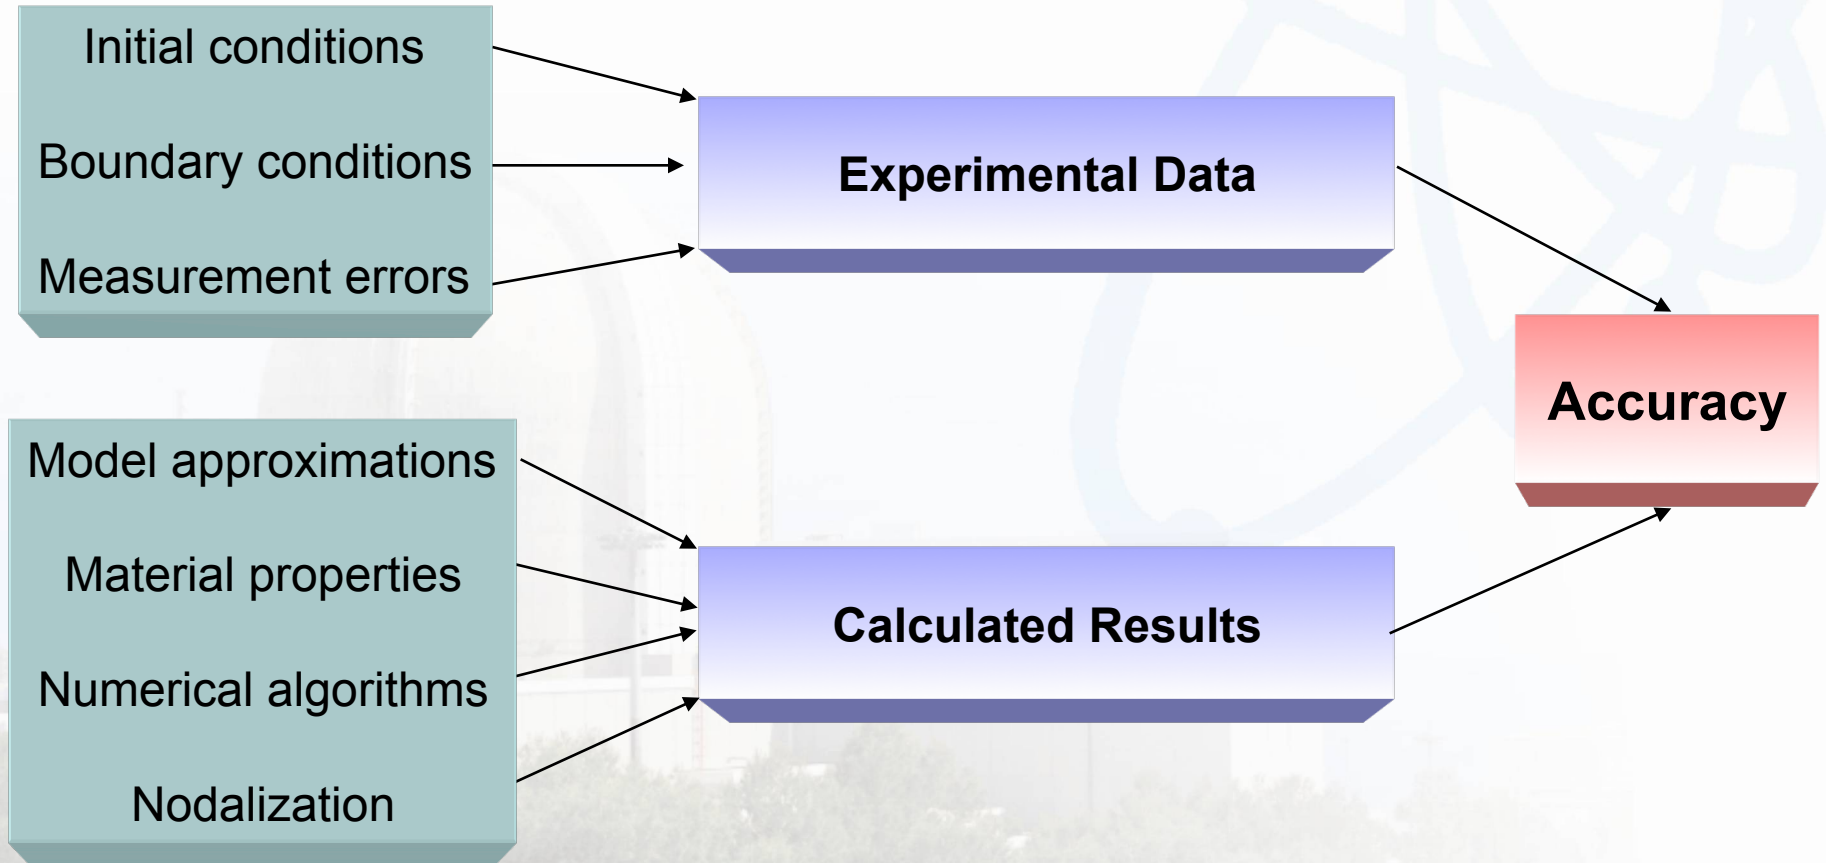 Initial conditions
Boundary conditions
Measurement errors
Experimental Data
Accuracy
Model approximations
Material properties
Numerical algorithms
Nodalization
Calculated Results